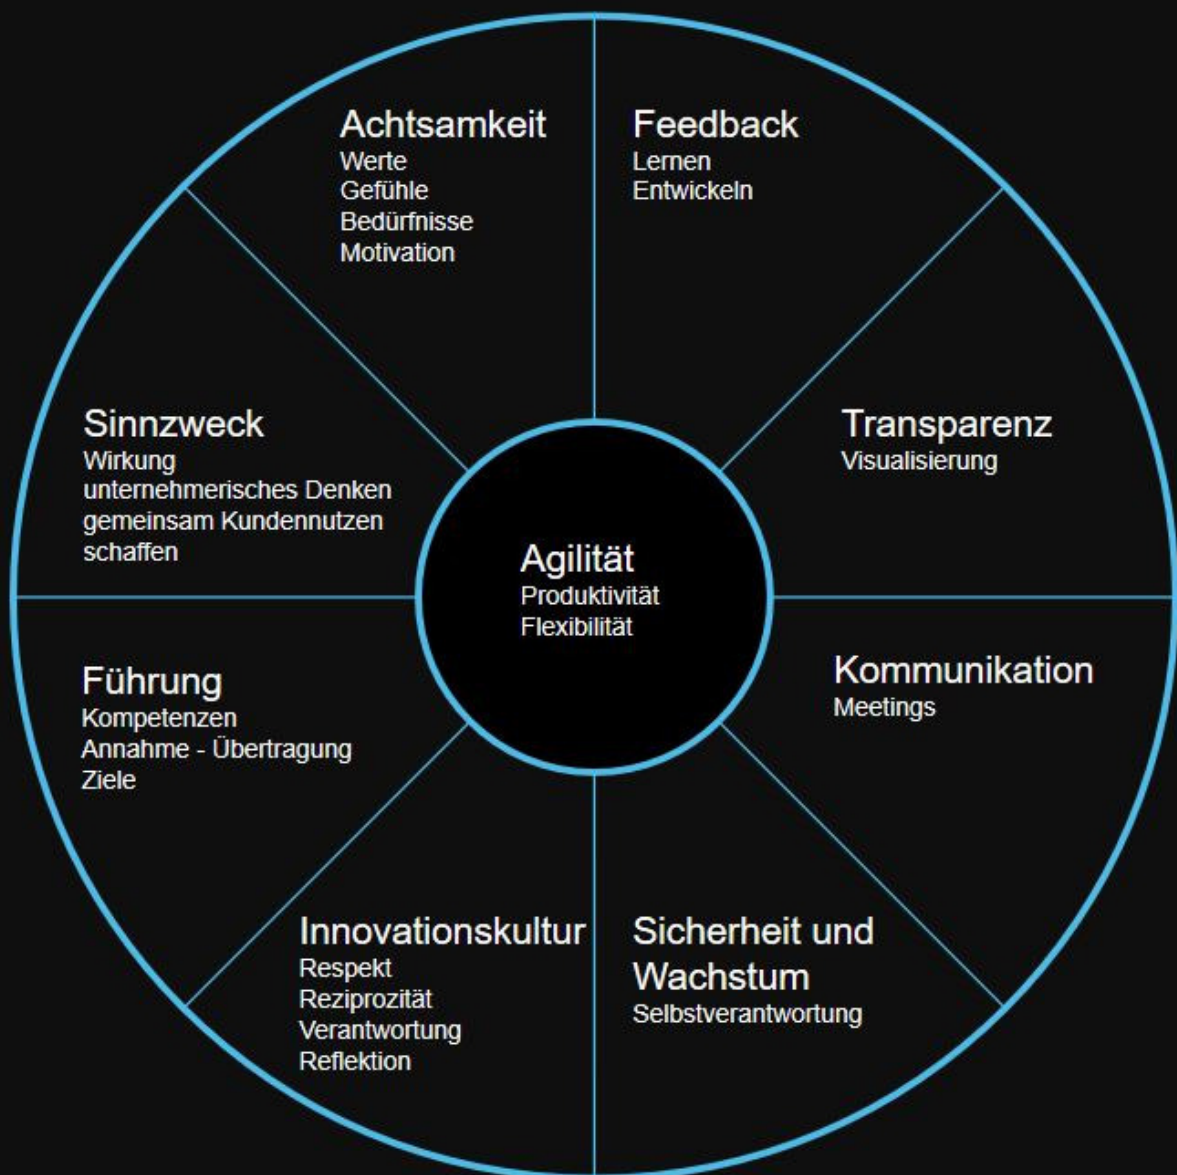 Achtsamkeit
Werte
Gefühle
Bedürfnisse
Motivation
Feedback
Lernen
Entwickeln
Sinnzweck
Wirkung
unternehmerisches Denken
gemeinsam Kundennutzen
schaffen
Transparenz
Visualisierung
Agilität
Produktivität
Flexibilität
Führung
Kompetenzen
Annahme - Übertragung
Ziele
Kommunikation
Meetings
Innovationskultur
Respekt
Reziprozität
Verantwortung
Reflektion
Sicherheit und
Wachstum
Selbstverantwortung